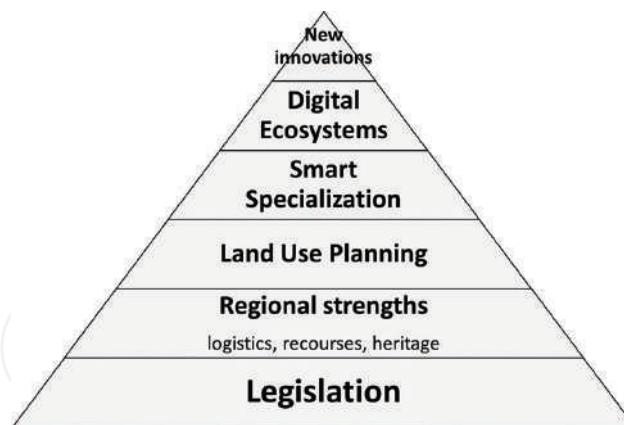 New
innovations
Digital
Ecosystems
Smart
Specialization
Land Use Planning
Regional strengths
logistics, recourses, heritage
Legislation